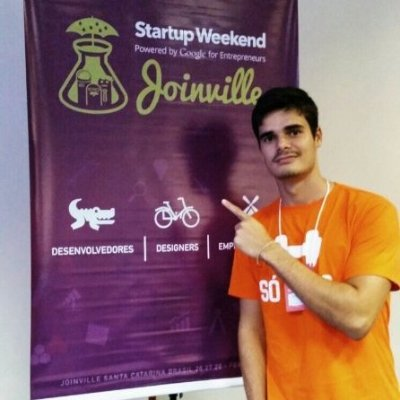 Startup Weekend
Powered by Google for Entrepreneurs
Joinville
DESENVOLVEDORES
DESIGNERS
SÓ
JOINVILLE SANTA CATARINA BRASIL